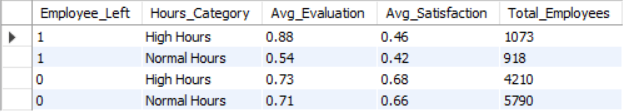 Employee_Left Hours_Category Avg_Evaluation Avg_Satisfaction Total_Employees
1 High Hours 0.88 0.46 1073
1 Normal Hours 0.54 0.42 918
0 High Hours 0.73 0.68 4210
0 Normal Hours 0.71 0.66 5790